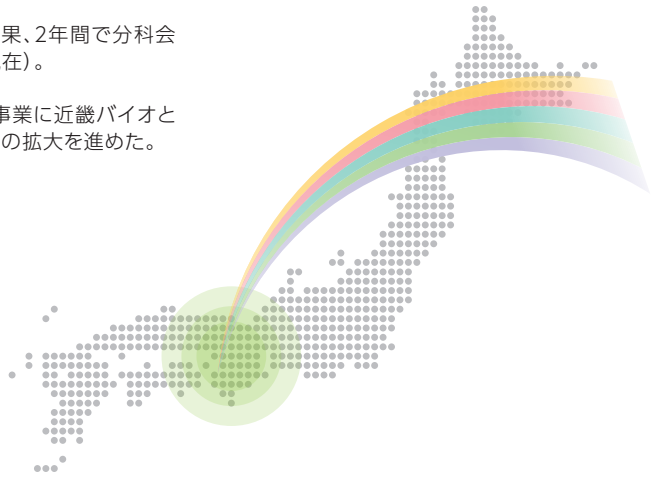 果、2年間で分科会
在)。
事業に近畿バイオと
の拡大を進めた。